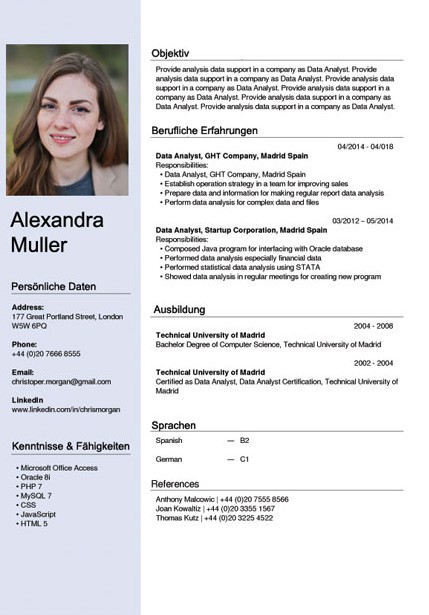 Alexandra
Muller
Persönliche Daten
Address:
177 Great Portland Street, London
W5W 6PQ
Phone:
+44 (0)20 7666 8555
Email:
christoper.morgan@gmail.com
LinkedIn
www.linkedin.com/in/chrismorgan
Kenntnisse & Fähigkeiten
• Microsoft Office Access
• Oracle 8i
• PHP 7
• MySQL 7
• CSS
• JavaScript
• HTML 5
Objektiv
Provide analysis data support in a company as Data Analyst. Provide
analysis data support in a company as Data Analyst. Provide analysis data
support in a company as Data Analyst. Provide analysis data support in a
company as Data Analyst. Provide analysis data support in a company as
Data Analyst. Provide analysis data support in a company as Data Analyst.
Berufliche Erfahrungen
04/2014 - 04/018
Data Analyst, GHT Company, Madrid Spain
Responsibilities:
• Data Analyst, GHT Company, Madrid Spain
• Establish operation strategy in a team for improving sales
• Prepare data and information for making regular report data analysis
• Perform data analysis for complex data and files
03/2012 – 05/2014
Data Analyst, Startup Corporation, Madrid Spain
Responsibilities:
• Composed Java program for interfacing with Oracle database
• Performed data analysis especially financial data
• Performed statistical data analysis using STATA
• Showed data analysis in regular meetings for creating new program
Ausbildung
2004 - 2008
Technical University of Madrid
Bachelor Degree of Computer Science, Technical University of Madrid
2002 - 2004
Technical University of Madrid
Certified as Data Analyst, Data Analyst Certification, Technical University of
Madrid
Sprachen
Spanish — B2
German — C1
References
Anthony Malcowic | +44 (0)20 7555 8566
Joan Kowaltiz | +44 (0)20 3355 1567
Thomas Kutz | +44 (0)20 3225 4522